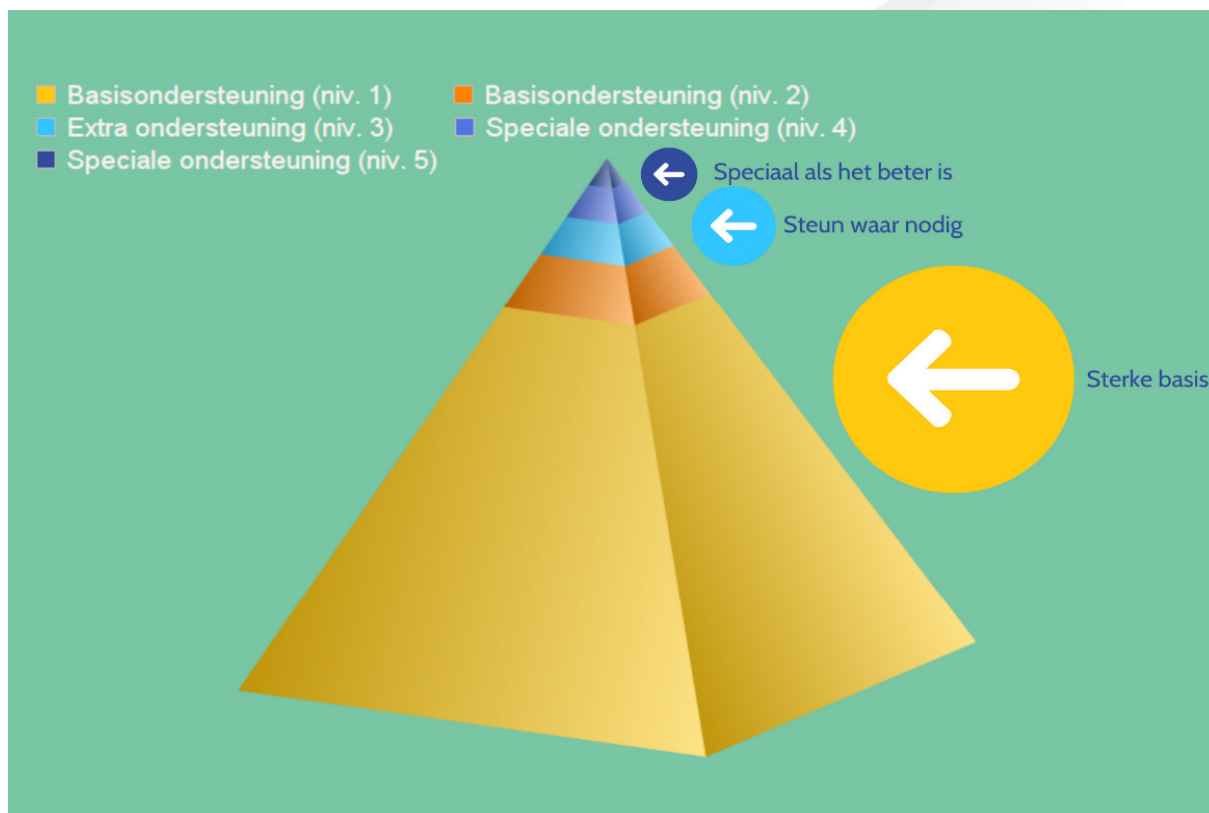 Basisondersteuning (niv. 1)
Basisondersteuning (niv. 2)
Extra ondersteuning (niv. 3)
Speciale ondersteuning (niv. 4)
Speciale ondersteuning (niv. 5)
Speciaal als het beter is
Steun waar nodig
Sterke basis